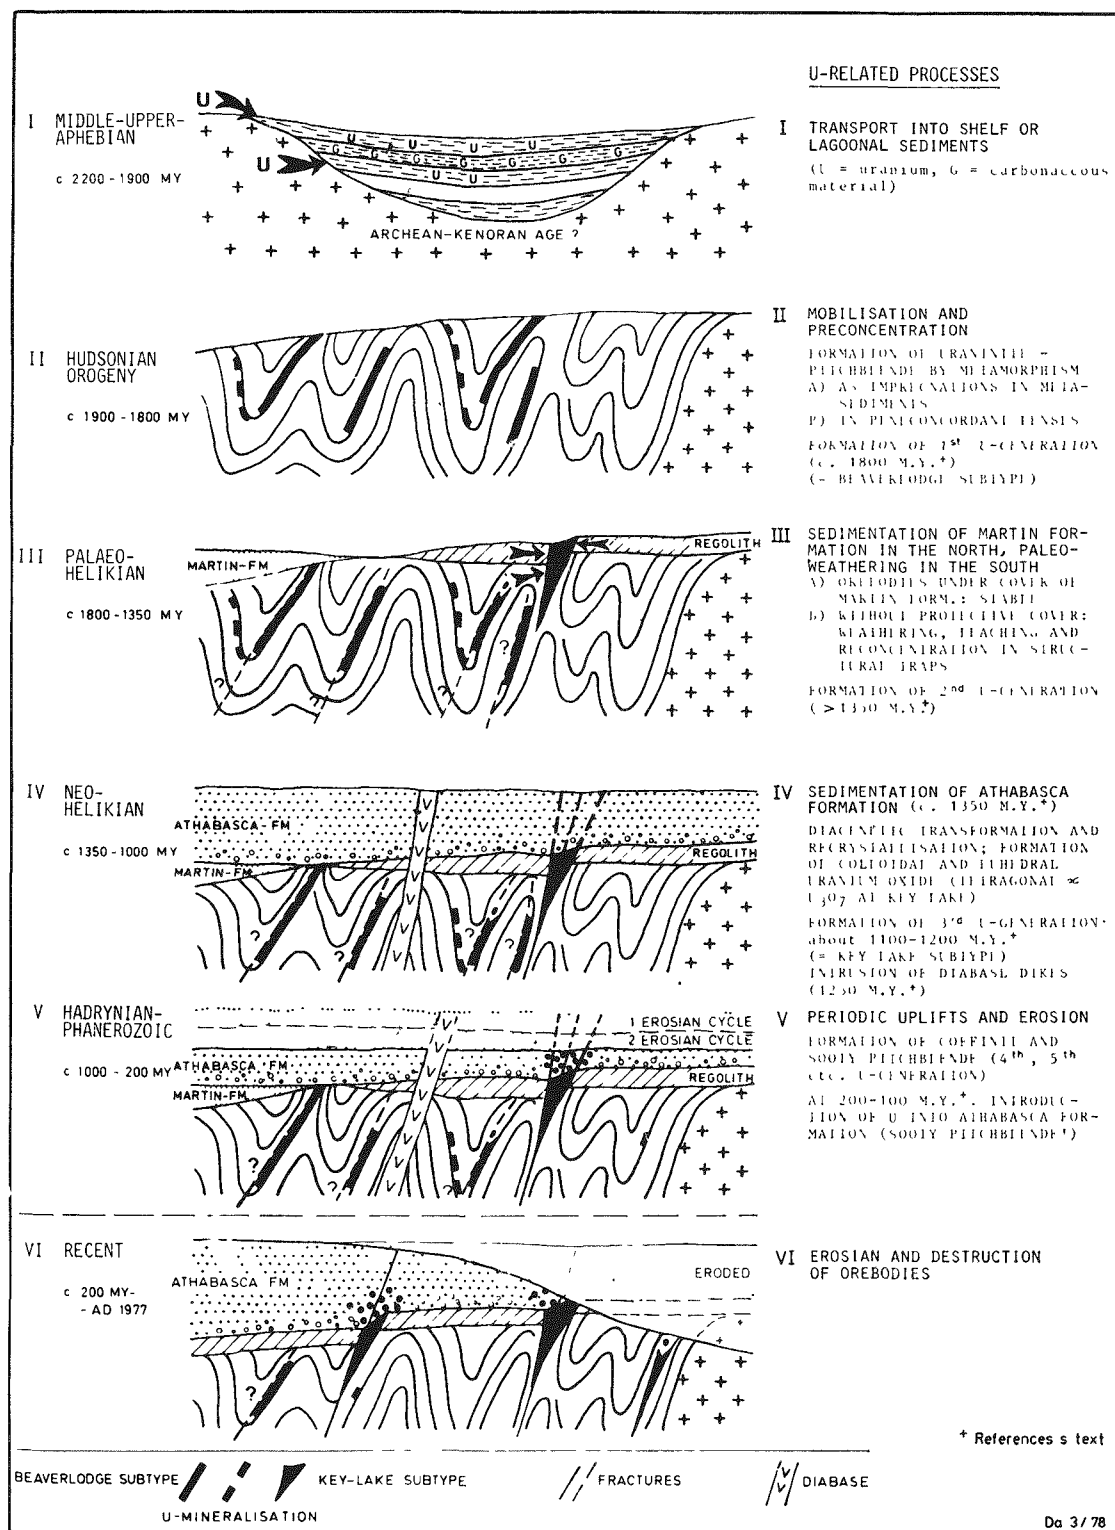 U-RELATED PROCESSES
I MIDDLE-UPPER-
APHEBIAN
c 2200 - 1900 MY
U
U
U U U U
G G G G G G
U U
ARCHEAN-KENORAN AGE ?
I TRANSPORT INTO SHELF OR
LAGOONAL SEDIMENTS
(U = uranium, G = carbonaceous
material)
II HUDSONIAN
OROGENY
c 1900 - 1800 MY
II MOBILISATION AND
PRECONCENTRATION
FORMATION OF URANINITE -
PITCHBLENDE BY METAMORPHISM
A) AS IMPREGNATIONS IN META-
SEDIMENTS
IN PENECONCORDANT LENSES
FORMATION OF 1st U-GENERATION
(c. 1800 M.Y.+)
(= BEAVERLODGE SUBTYPE)
III PALAEO-
HELIKIAN
c 1800 - 1350 MY
MARTIN-FM
REGOLITH
? ? ? ?
III SEDIMENTATION OF MARTIN FOR-
MATION IN THE NORTH, PALEO-
WEATHERING IN THE SOUTH
OREBODIES UNDER COVER OF
MARTIN FORM.: STABLE
b) WITHOUT PROTECTIVE COVER:
WEATHERING, LEACHING AND
RECONCENTRATION IN STRUC-
TURAL TRAPS
FORMATION OF 2nd U-GENERATION
(>1350 M.Y.+)
IV NEO-
HELIKIAN
c 1350 - 1000 MY
ATHABASCA-FM
MARTIN-FM
REGOLITH
? ? ? ?
IV SEDIMENTATION OF ATHABASCA
FORMATION (c. 1350 M.Y.+)
DIAGENETIC TRANSFORMATION AND
RECRYSTALLISATION; FORMATION
OF COLLOIDAL AND EUHEDRAL
URANIUM OXIDE (TETRAGONAL ∝
U3O7 AT KEY LAKE)
FORMATION OF 3rd U-GENERATION:
about 1100-1200 M.Y.+
(= KEY LAKE SUBTYPE)
INTRUSION OF DIABASE DIKES
(1230 M.Y.+)
V HADRYNIAN-
PHANEROZOIC
c 1000 - 200 MY
ATHABASCA FM
MARTIN-FM
1 EROSIAN CYCLE
2 EROSIAN CYCLE
REGOLITH
? ? ?
V PERIODIC UPLIFTS AND EROSION
FORMATION OF COFFINIT AND
SOOTY PITCHBLENDE (4th, 5th
etc. U-GENERATION)
AT 200-100 M.Y.+. INTRODUC-
TION OF U INTO ATHABASCA FOR-
MATION (SOOTY PITCHBLENDE+)
VI RECENT
c 200 MY-
- AD 1977
ATHABASCA FM
ERODED
?
VI EROSIAN AND DESTRUCTION
OF OREBODIES
+ References s text
BEAVERLODGE SUBTYPE KEY-LAKE SUBTYPE FRACTURES DIABASE
U-MINERALISATION
Da 3/78